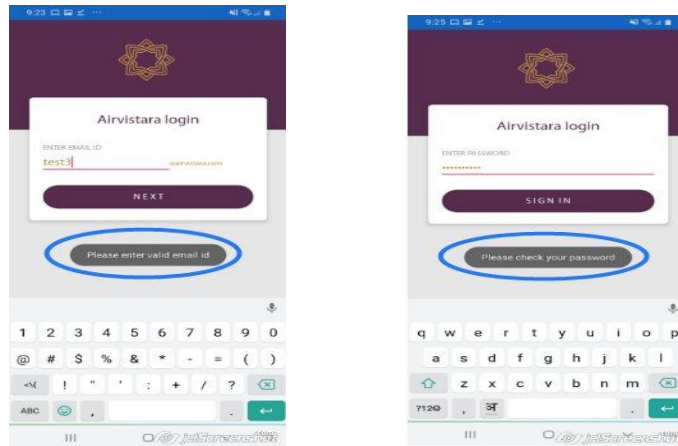 9:23
Airvistara login
ENTER EMAIL ID
test3
@airvistara.com
NEXT
Please enter valid email id
1 2 3 4 5 6 7 8 9 0
@ # $ % & * - = ( )
! " ' : + / ?
ABC , .
9:25
Airvistara login
ENTER PASSWORD
SIGN IN
Please check your password
q w e r t y u i o p
a s d f g h j k l
z x c v b n m
?12☺ , अ .